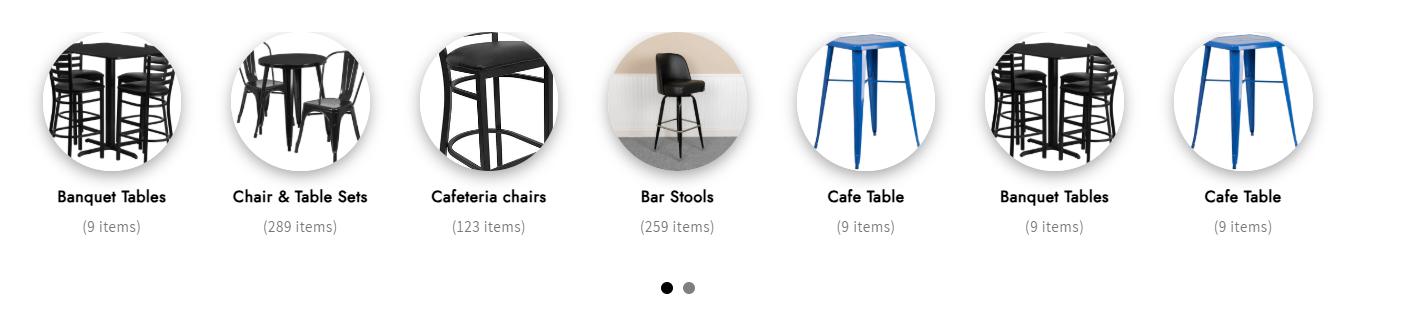 Banquet Tables
(9 items)
Chair & Table Sets
(289 items)
Cafeteria chairs
(123 items)
Bar Stools
(259 items)
Cafe Table
(9 items)
Banquet Tables
(9 items)
Cafe Table
(9 items)